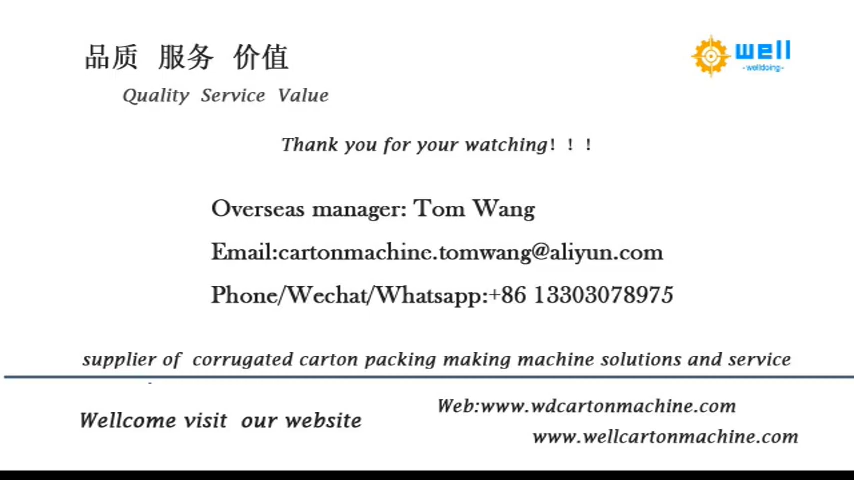 品质 服务 价值
well
-welldoing-
Quality Service Value
Thank you for your watching！！！
Overseas manager: Tom Wang
Email:cartonmachine.tomwang@aliyun.com
Phone/Wechat/Whatsapp:+86 13303078975
supplier of corrugated carton packing making machine solutions and service
Wellcome visit our website
Web:www.wdcartonmachine.com
www.wellcartonmachine.com